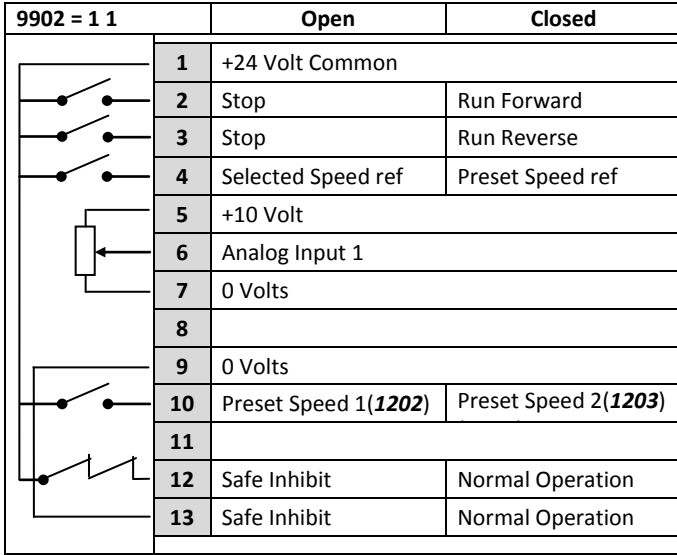 9902 = 1 1 Open Closed
1 +24 Volt Common
2 Stop Run Forward
3 Stop Run Reverse
4 Selected Speed ref Preset Speed ref
5 +10 Volt
6 Analog Input 1
7 0 Volts
8
9 0 Volts
10 Preset Speed 1(1202) Preset Speed 2(1203)
11
12 Safe Inhibit Normal Operation
13 Safe Inhibit Normal Operation